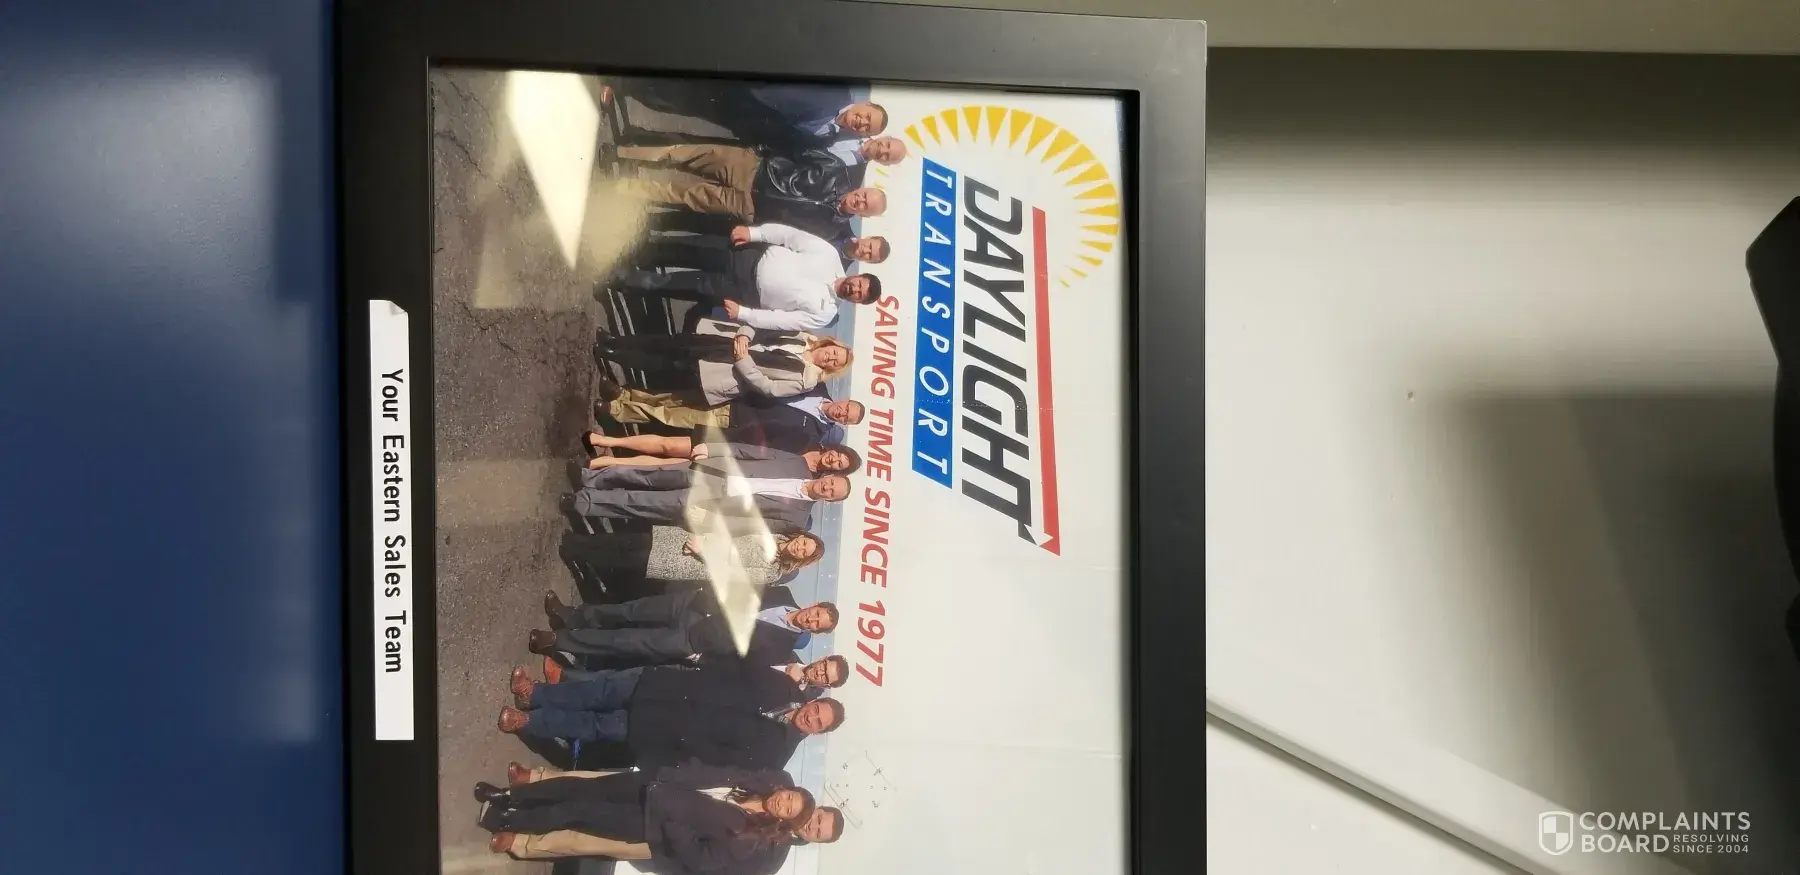 DAYLIGHT
TRANSPORT
SAVING TIME SINCE 1977
Your Eastern Sales Team
COMPLAINTS
BOARD RESOLVING
SINCE 2004